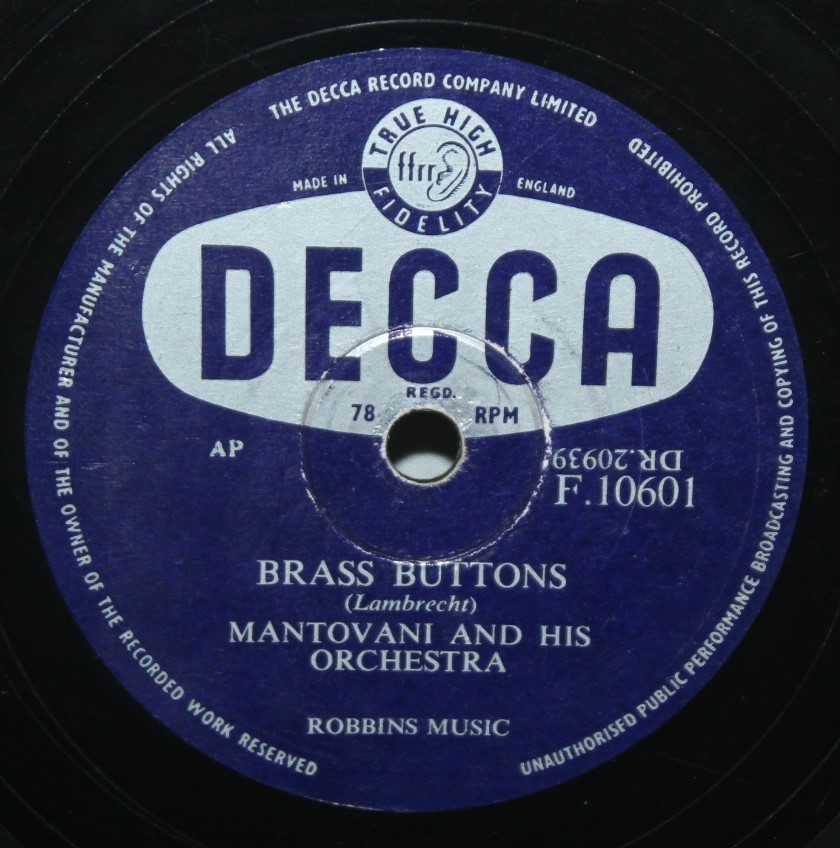 THE DECCA RECORD COMPANY LIMITED
ALL RIGHTS OF THE MANUFACTURER AND OF THE OWNER OF THE RECORDED WORK RESERVED
UNAUTHORISED PUBLIC PERFORMANCE BROADCASTING AND COPYING OF THIS RECORD PROHIBITED
TRUE HIGH
ffrr
FIDELITY
MADE IN ENGLAND
DECCA
REGD.
78 RPM
AP
DR.20939
F.10601
BRASS BUTTONS
(Lambrecht)
MANTOVANI AND HIS
ORCHESTRA
ROBBINS MUSIC